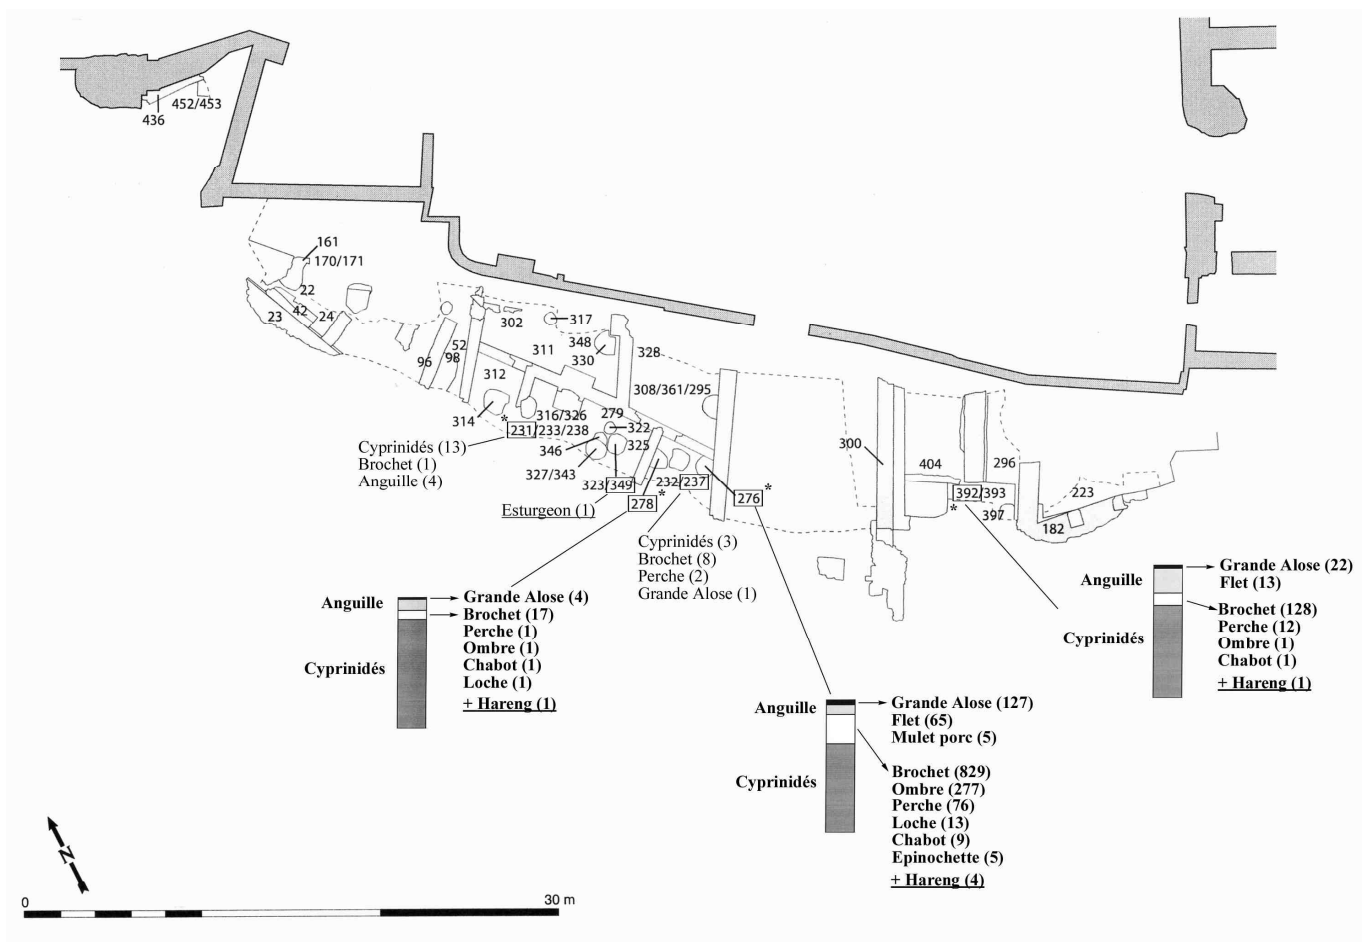 452/453
436
161
170/171
22
42
23
24
302
317
348
330
311
328
52
96
98
312
308/361/295
314
*
316/326
279
231/233/238
322
325
346
327/343
323/349
232/237
*
278
*
276
300
404
296
392/393
*
397
223
182
Cyprinidés (13)
Brochet (1)
Anguille (4)
Esturgeon (1)
Cyprinidés (3)
Brochet (8)
Perche (2)
Grande Alose (1)
Anguille
Cyprinidés
Grande Alose (4)
Brochet (17)
Perche (1)
Ombre (1)
Chabot (1)
Loche (1)
+ Hareng (1)
Anguille
Cyprinidés
Grande Alose (127)
Flet (65)
Mulet porc (5)
Brochet (829)
Ombre (277)
Perche (76)
Loche (13)
Chabot (9)
Epinochette (5)
+ Hareng (4)
Anguille
Cyprinidés
Grande Alose (22)
Flet (13)
Brochet (128)
Perche (12)
Ombre (1)
Chabot (1)
+ Hareng (1)
N
0 30 m